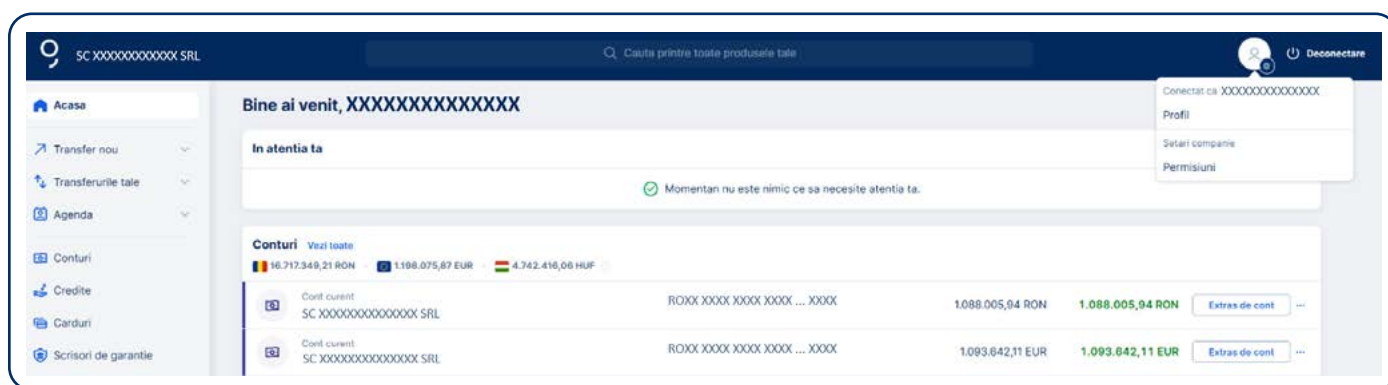 SC XXXXXXXXXXXX SRL
Cauta printre toate produsele tale
Deconectare
Conectat ca XXXXXXXXXXXXXXX
Profil
Setari companie
Permisiuni
Acasa
Transfer nou
Transferurile tale
Agenda
Conturi
Credite
Carduri
Scrisori de garantie
Bine ai venit, XXXXXXXXXXXXXX
In atentia ta
Momentan nu este nimic ce sa necesite atentia ta.
Conturi Vezi toate
16.717.349,21 RON 1.198.075,87 EUR 4.742.416,06 HUF
Cont curent
SC XXXXXXXXXXXXXX SRL
ROXX XXXX XXXX XXXX ... XXXX
1.088.005,94 RON
1.088.005,94 RON
Extras de cont ...
Cont curent
SC XXXXXXXXXXXXXX SRL
ROXX XXXX XXXX XXXX ... XXXX
1.093.642,11 EUR
1.093.642,11 EUR
Extras de cont ...